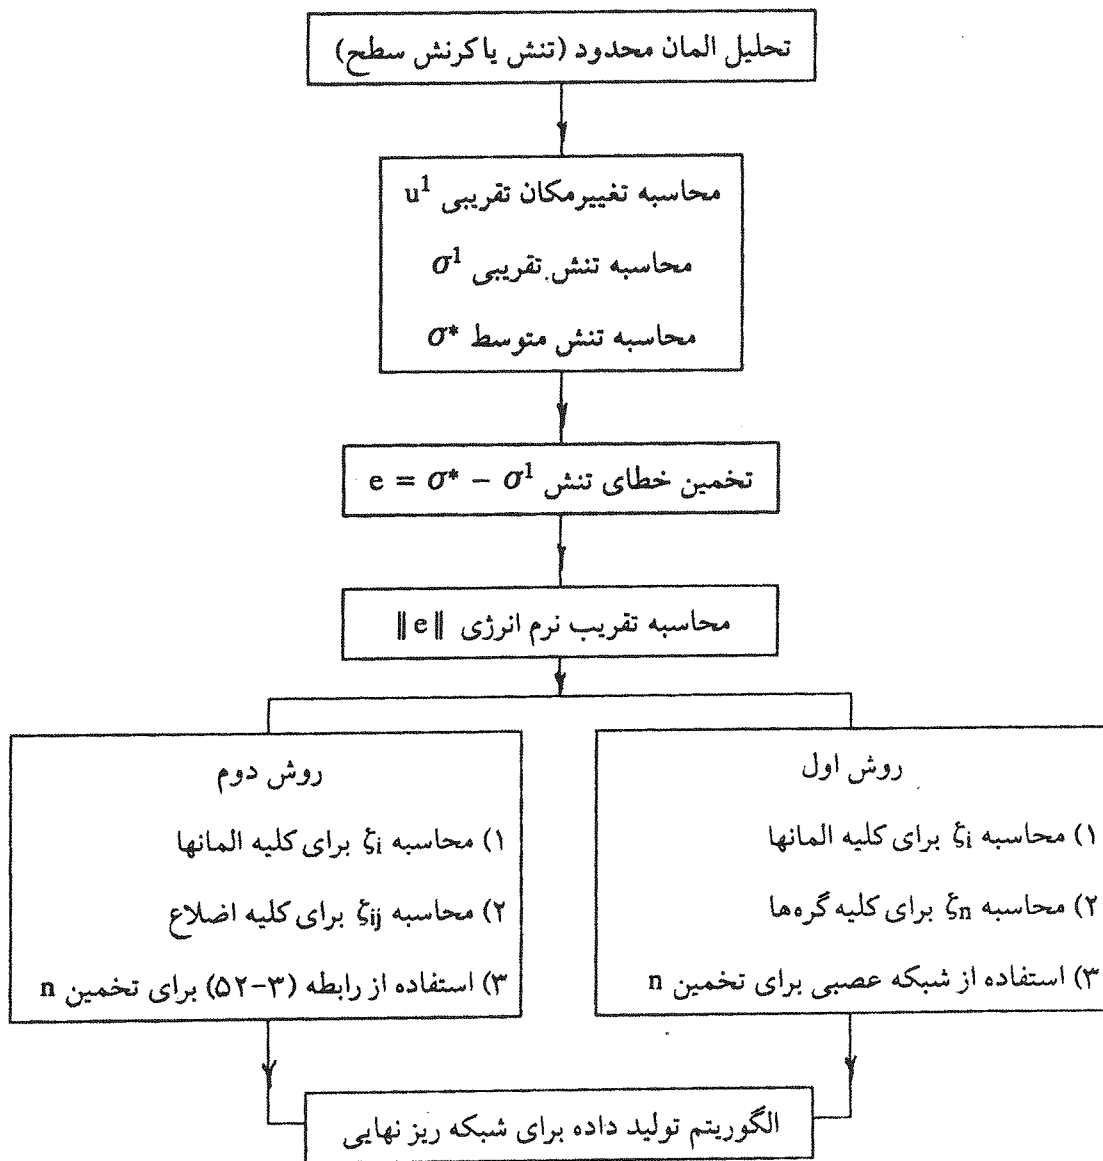 تحلیل المان محدود (تنش یا کرنش سطح)
محاسبه تغییرمکان تقریبی u¹
محاسبه تنش تقریبی σ¹
محاسبه تنش متوسط σ*
تخمین خطای تنش e = σ* − σ¹
محاسبه تقریب نرم انرژی ‖e‖
روش اول
۱) محاسبه ξi برای کلیه المانها
۲) محاسبه ξn برای کلیه گره‌ها
۳) استفاده از شبکه عصبی برای تخمین n
روش دوم
۱) محاسبه ξi برای کلیه المانها
۲) محاسبه ξij برای کلیه اضلاع
۳) استفاده از رابطه (۳-۵۲) برای تخمین n
الگوریتم تولید داده برای شبکه ریز نهایی